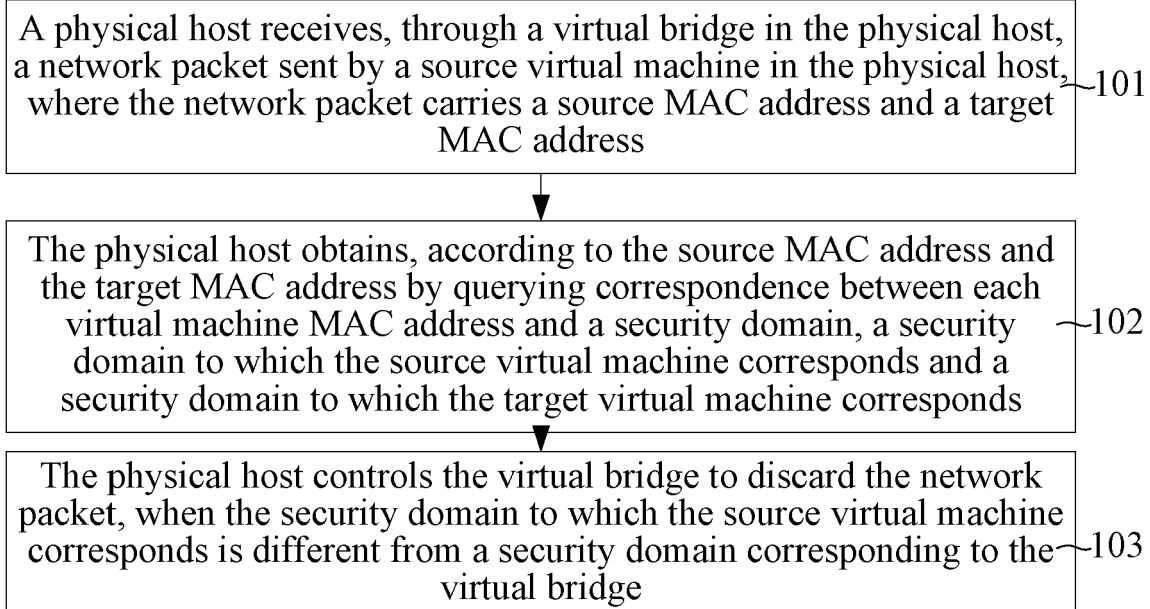 A physical host receives, through a virtual bridge in the physical host,
a network packet sent by a source virtual machine in the physical host,
where the network packet carries a source MAC address and a target
MAC address
101
The physical host obtains, according to the source MAC address and
the target MAC address by querying correspondence between each
virtual machine MAC address and a security domain, a security
domain to which the source virtual machine corresponds and a
security domain to which the target virtual machine corresponds
102
The physical host controls the virtual bridge to discard the network
packet, when the security domain to which the source virtual machine
corresponds is different from a security domain corresponding to the
virtual bridge
103